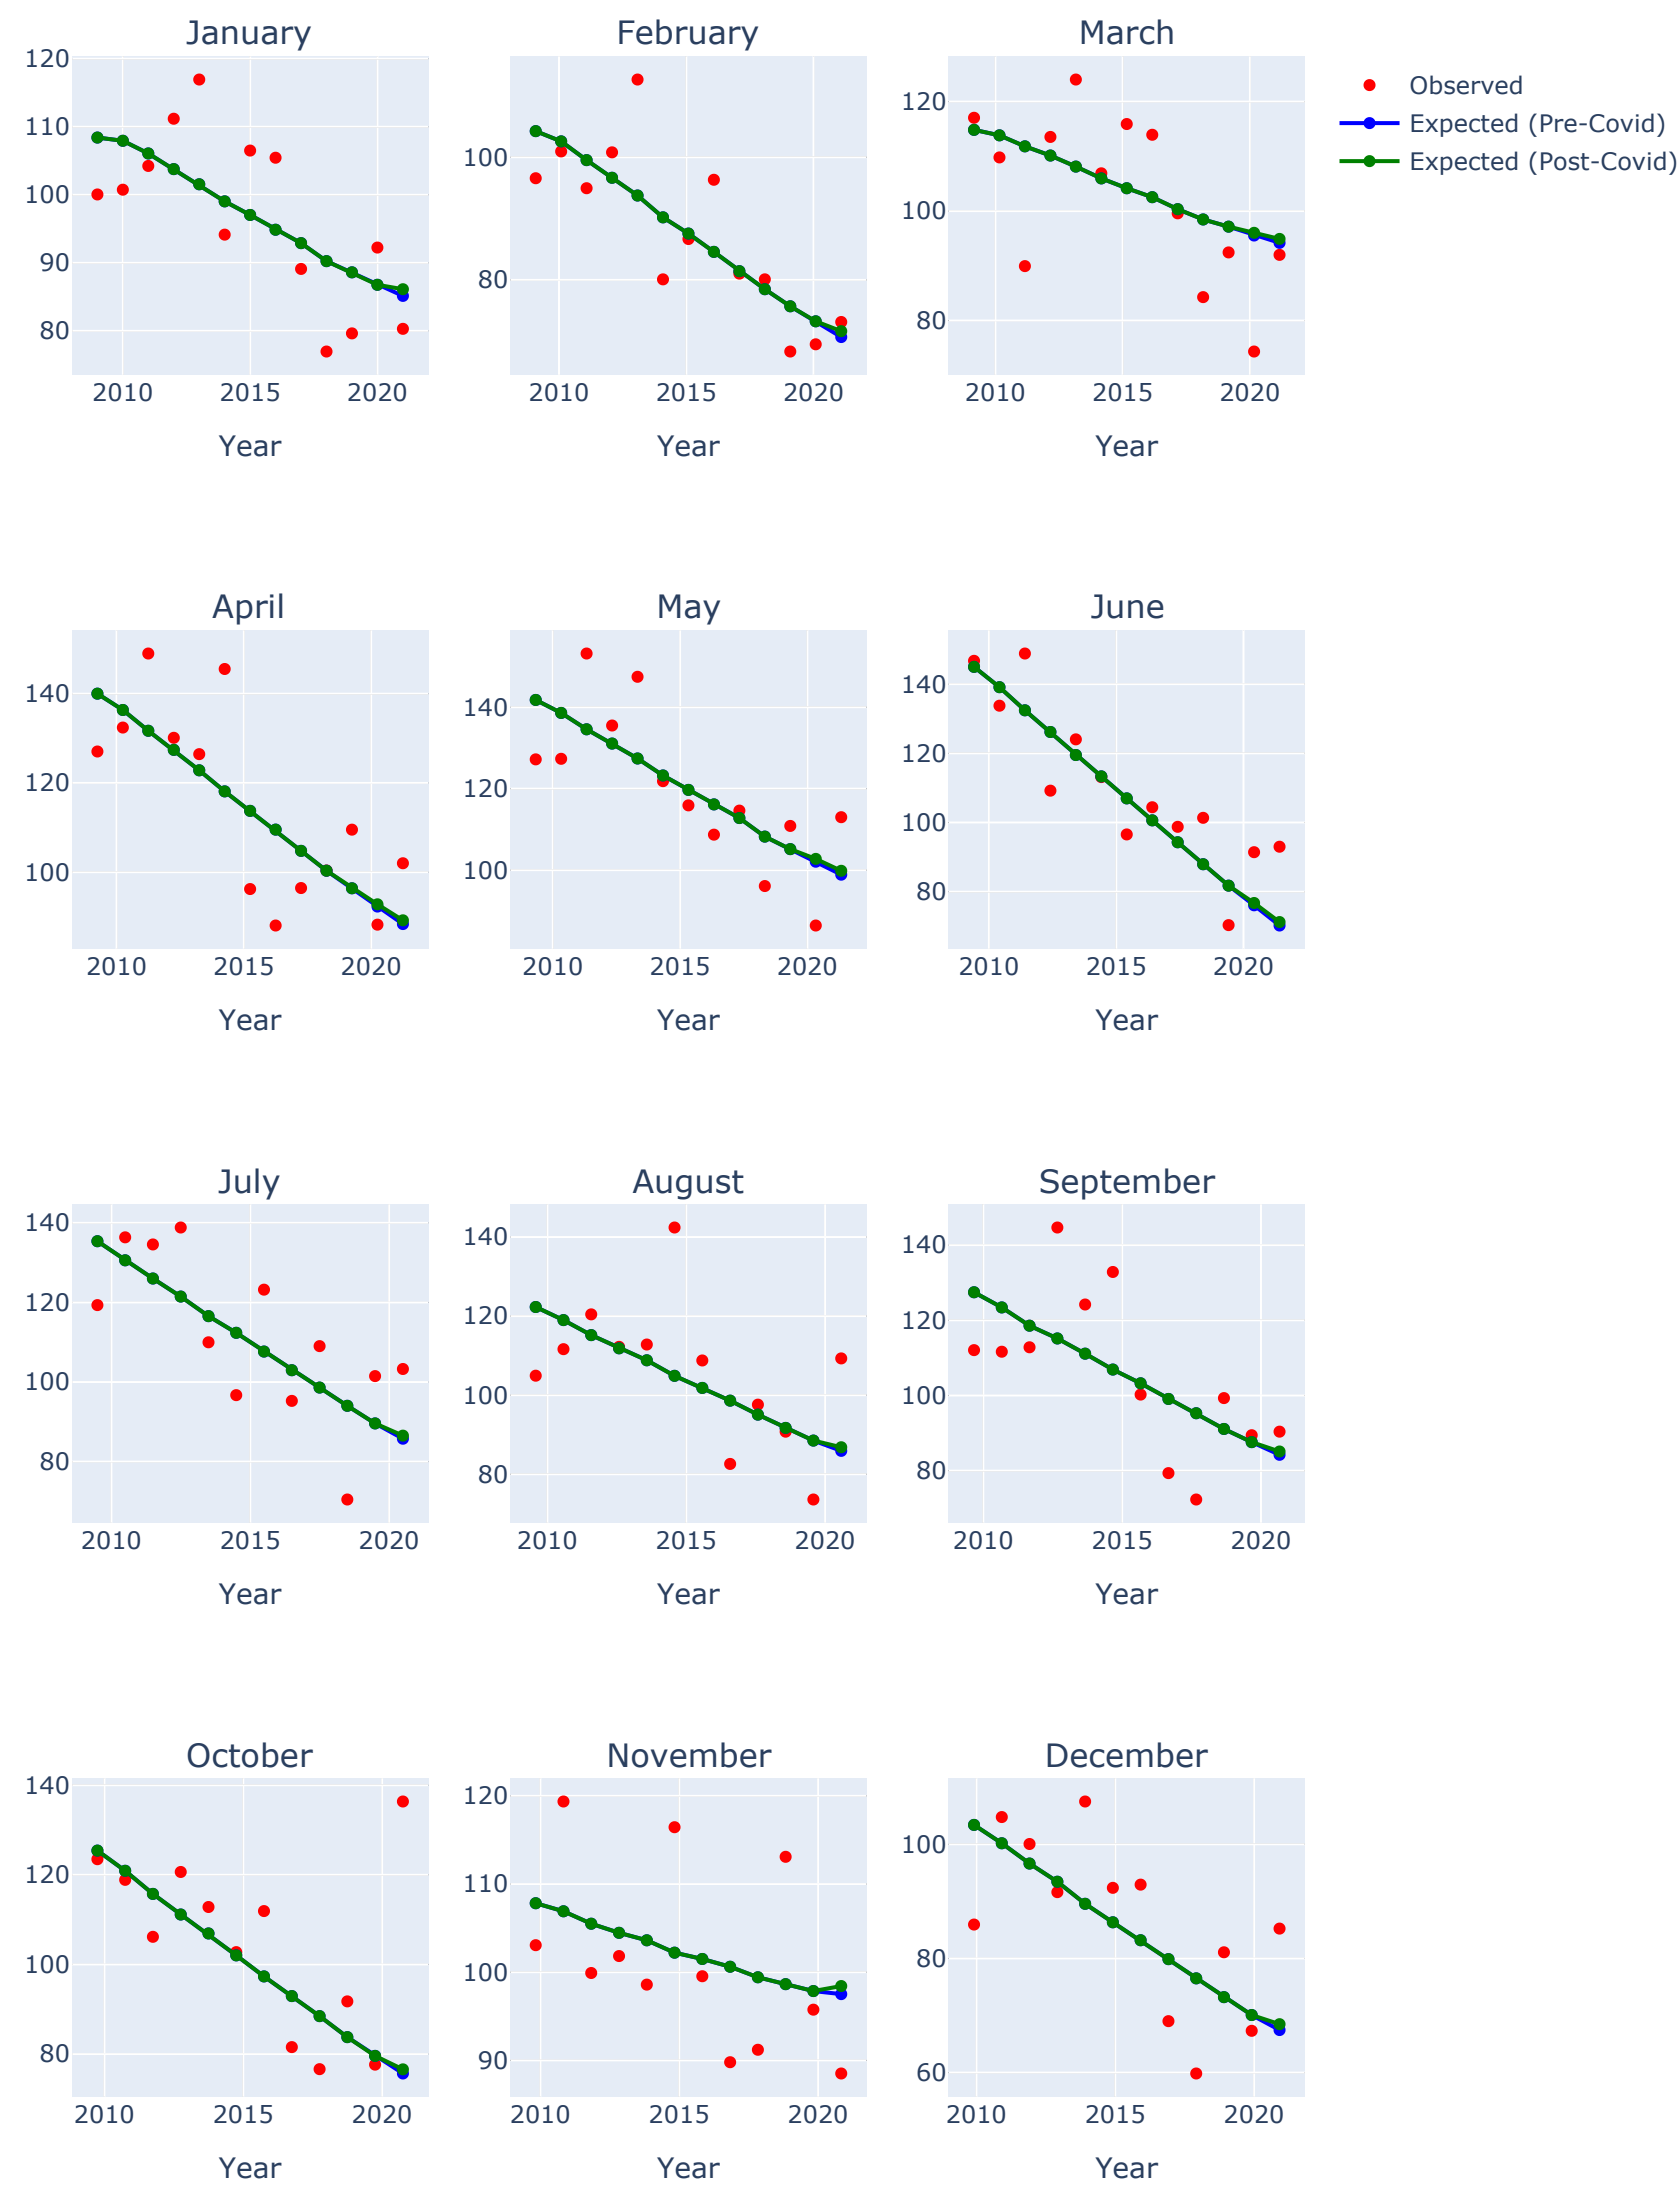 January
February
March
120
110
100
90
80
2010
2015
2020
Year
100
80
2010
2015
2020
Year
120
100
80
2010
2015
2020
Year
Observed
Expected (Pre-Covid)
Expected (Post-Covid)
April
May
June
140
120
100
2010
2015
2020
Year
140
120
100
2010
2015
2020
Year
140
120
100
80
2010
2015
2020
Year
July
August
September
140
120
100
80
2010
2015
2020
Year
140
120
100
80
2010
2015
2020
Year
140
120
100
80
2010
2015
2020
Year
October
November
December
140
120
100
80
2010
2015
2020
Year
120
110
100
90
2010
2015
2020
Year
100
80
60
2010
2015
2020
Year